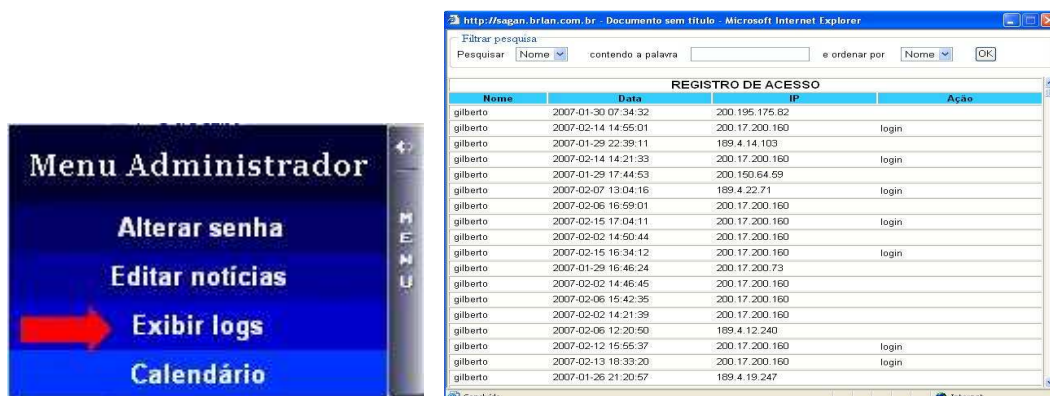 Menu Administrador
Alterar senha
Editar notícias
Exibir logs
Calendário
MENU
http://sagan.brlan.com.br - Documento sem título - Microsoft Internet Explorer
Filtrar pesquisa
Pesquisar Nome contendo a palavra e ordenar por Nome OK
REGISTRO DE ACESSO
Nome Data IP Ação
gilberto 2007-01-30 07:34:32 200.195.175.82
gilberto 2007-02-14 14:55:01 200.17.200.160 login
gilberto 2007-01-29 22:39:11 189.4.14.103
gilberto 2007-02-14 14:21:33 200.17.200.160 login
gilberto 2007-01-29 17:44:53 200.150.64.59
gilberto 2007-02-07 13:04:16 189.4.22.71 login
gilberto 2007-02-06 16:59:01 200.17.200.160
gilberto 2007-02-15 17:04:11 200.17.200.160 login
gilberto 2007-02-02 14:50:44 200.17.200.160
gilberto 2007-02-15 16:34:12 200.17.200.160 login
gilberto 2007-01-29 16:46:24 200.17.200.73
gilberto 2007-02-02 14:46:45 200.17.200.160
gilberto 2007-02-06 15:42:35 200.17.200.160
gilberto 2007-02-02 14:21:39 200.17.200.160
gilberto 2007-02-06 12:20:50 189.4.12.240
gilberto 2007-02-12 15:55:37 200.17.200.160 login
gilberto 2007-02-13 18:33:20 200.17.200.160 login
gilberto 2007-01-26 21:20:57 189.4.19.247